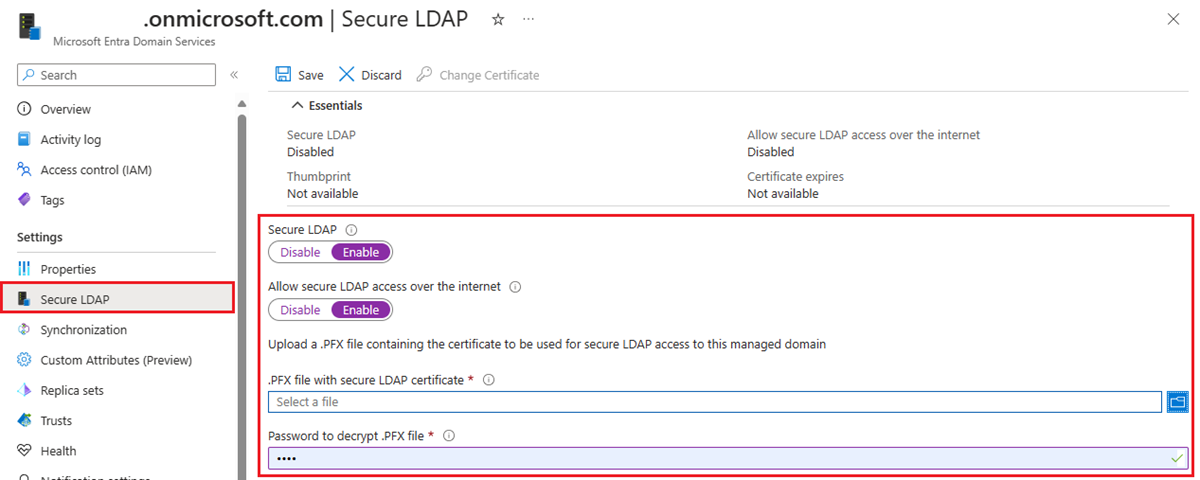 .onmicrosoft.com | Secure LDAP
Microsoft Entra Domain Services
Search
Save
Discard
Change Certificate
Overview
Activity log
Access control (IAM)
Tags
Settings
Properties
Secure LDAP
Synchronization
Custom Attributes (Preview)
Replica sets
Trusts
Health
Notification settings
Essentials
Secure LDAP
Disabled
Allow secure LDAP access over the internet
Disabled
Thumbprint
Not available
Certificate expires
Not available
Secure LDAP
Disable Enable
Allow secure LDAP access over the internet
Disable Enable
Upload a .PFX file containing the certificate to be used for secure LDAP access to this managed domain
.PFX file with secure LDAP certificate *
Select a file
Password to decrypt .PFX file *
••••